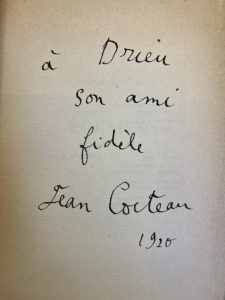 à Drieu
son ami
fidèle
Jean Cocteau
1920